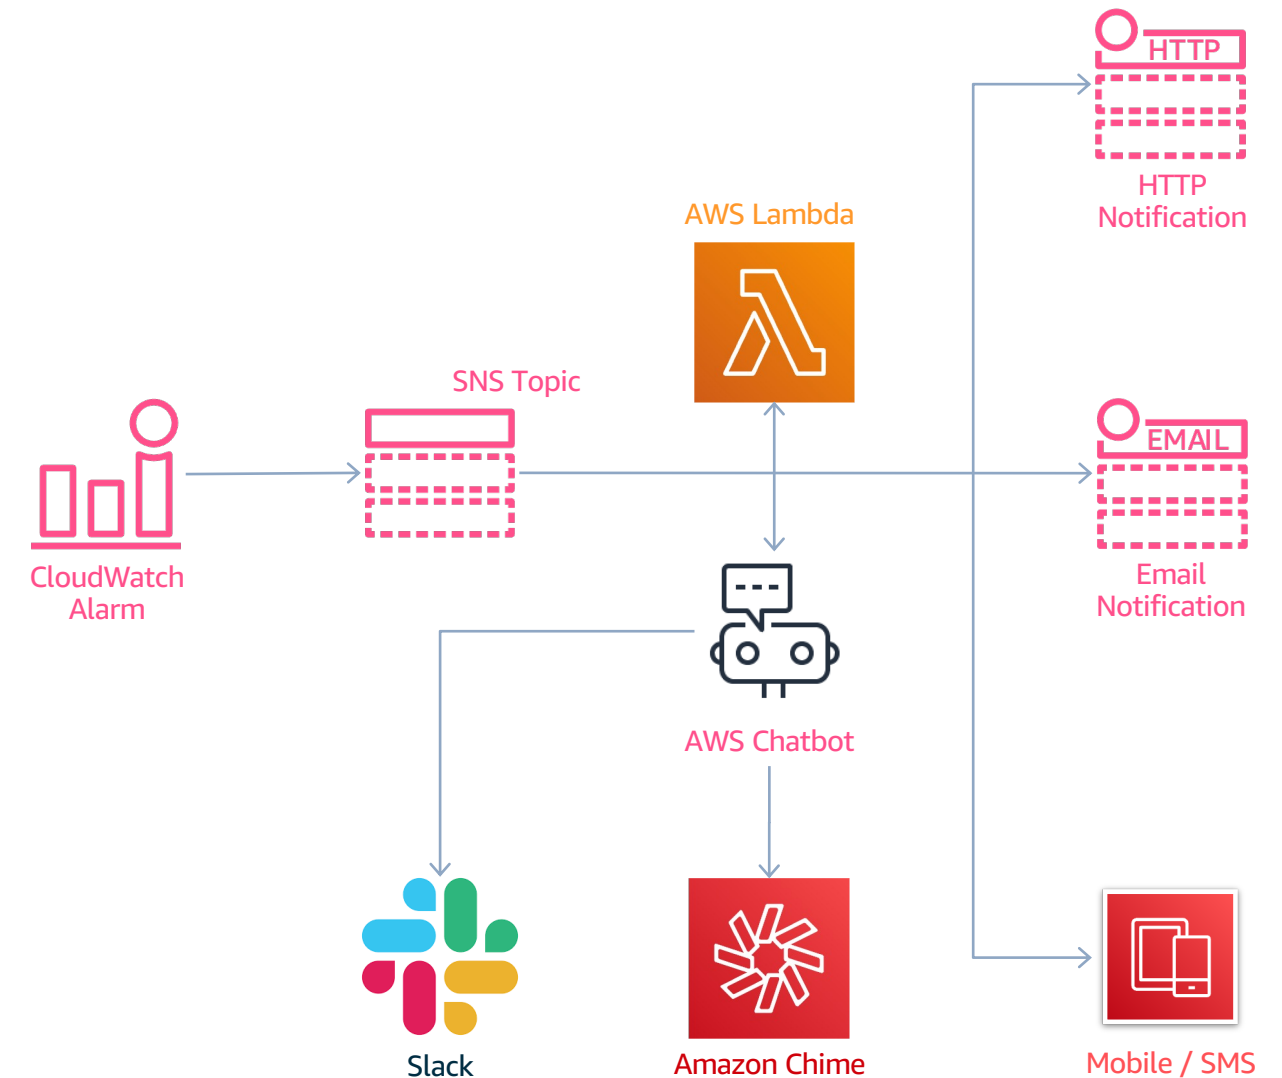 HTTP
HTTP
Notification
AWS Lambda
SNS Topic
EMAIL
CloudWatch
Alarm
Email
Notification
AWS Chatbot
Slack
Amazon Chime
Mobile / SMS